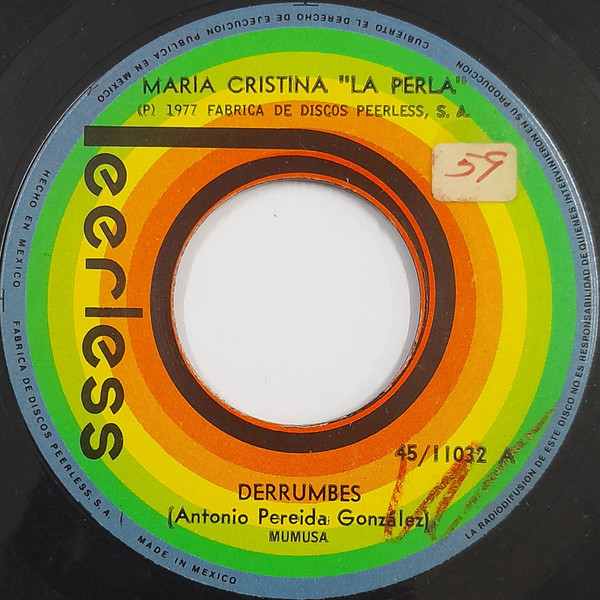 MARIA CRISTINA "LA PERLA"
(P) 1977 FABRICA DE DISCOS PEERLESS, S. A.
59
Peerless
45/11032 A
DERRUMBES
(Antonio Pereida González)
MUMUSA
HECHO EN MEXICO
FABRICA DE DISCOS PEERLESS, S.A.
MADE IN MEXICO
LA RADIODIFUSION DE ESTE DISCO NO ES RESPONSABILIDAD DE QUIENES INTERVINIERON EN SU PRODUCCION
CUBIERTO EL DERECHO DE EJECUCION PUBLICA EN MEXICO